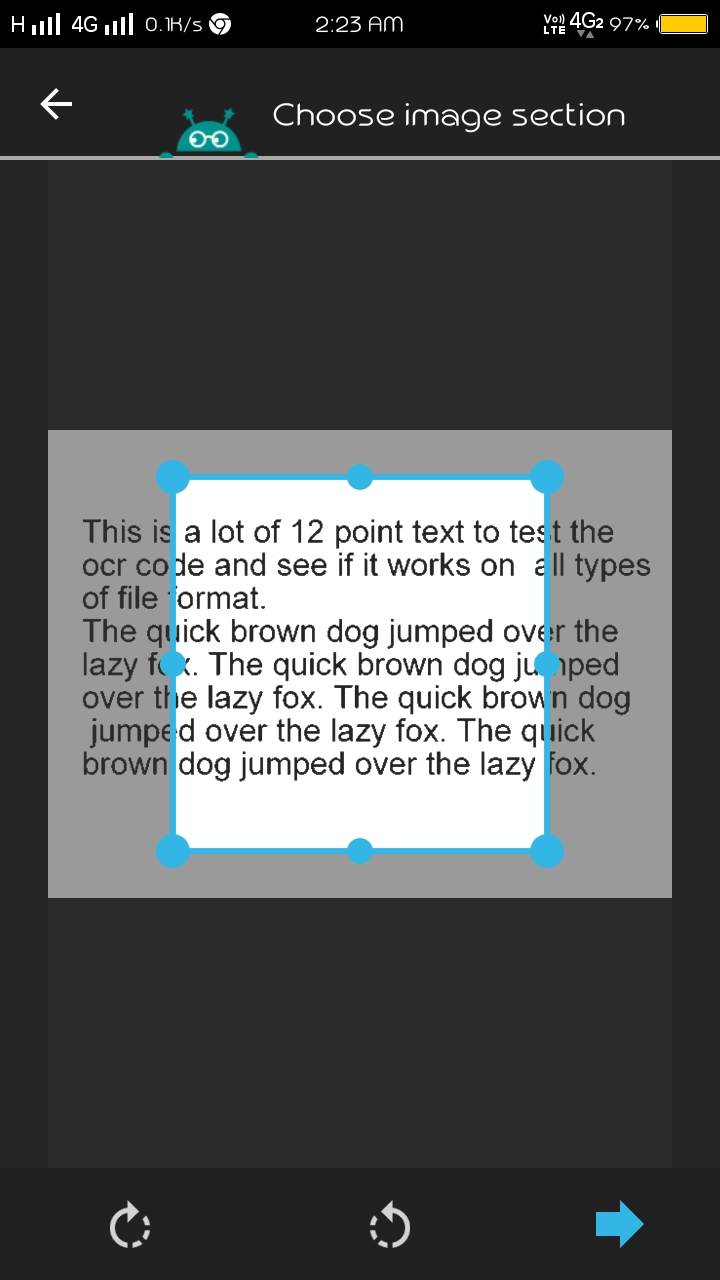 H 4G 0.1K/s 2:23 AM Vo)) LTE 4G2 97%
Choose image section
This is a lot of 12 point text to test the
ocr code and see if it works on  all types
of file format.
The quick brown dog jumped over the
lazy fox. The quick brown dog jumped
over the lazy fox. The quick brown dog
jumped over the lazy fox. The quick
brown dog jumped over the lazy fox.